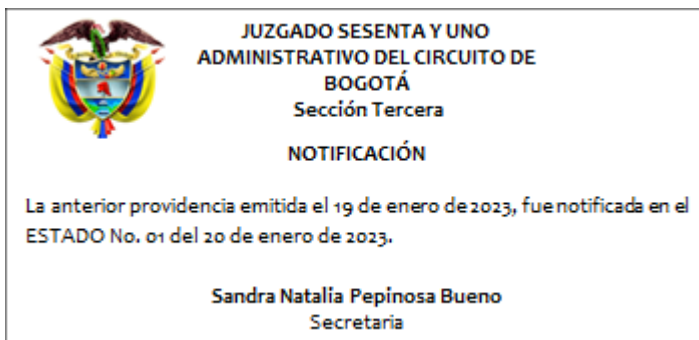 JUZGADO SESENTA Y UNO
ADMINISTRATIVO DEL CIRCUITO DE
BOGOTÁ
Sección Tercera
NOTIFICACIÓN
La anterior providencia emitida el 19 de enero de 2023, fue notificada en el
ESTADO No. 01 del 20 de enero de 2023.
Sandra Natalia Pepinosa Bueno
Secretaria